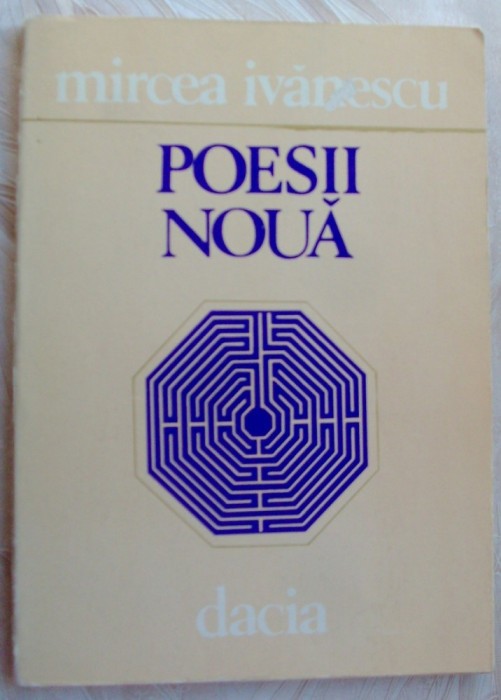 mircea ivănescu
POESII
NOUĂ
dacia